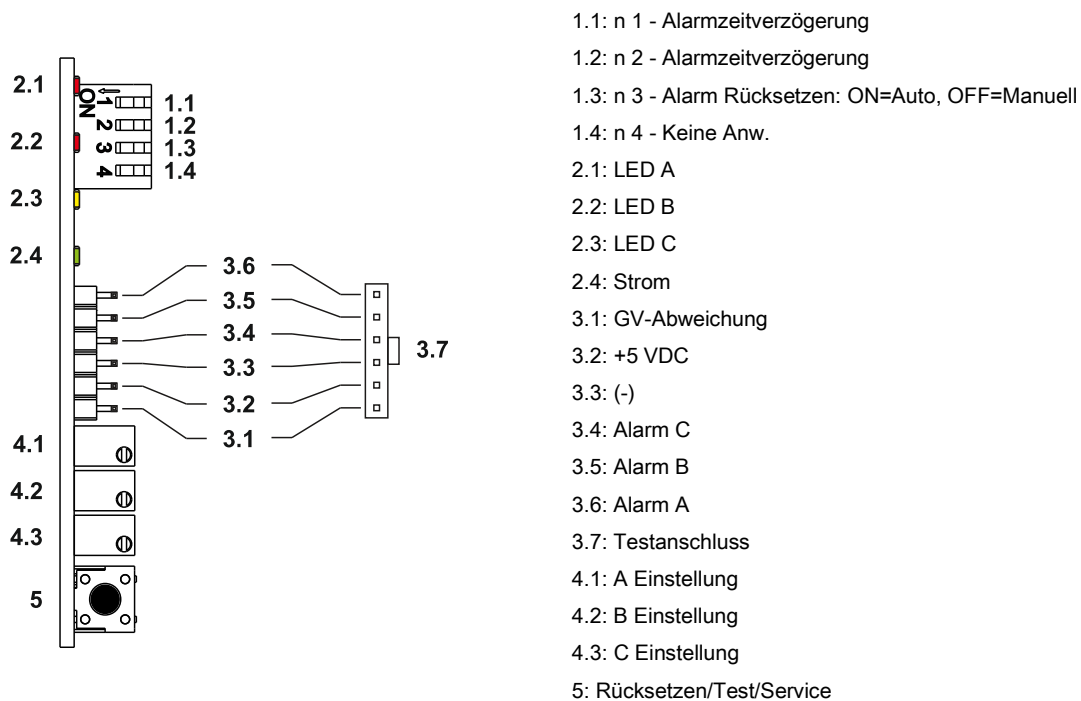 2.1
2.2
2.3
2.4
ON
1
2
3
4
1.1
1.2
1.3
1.4
3.6
3.5
3.4
3.3
3.2
3.1
3.7
4.1
4.2
4.3
5
1.1: n 1 - Alarmzeitverzögerung
1.2: n 2 - Alarmzeitverzögerung
1.3: n 3 - Alarm Rücksetzen: ON=Auto, OFF=Manuell
1.4: n 4 - Keine Anw.
2.1: LED A
2.2: LED B
2.3: LED C
2.4: Strom
3.1: GV-Abweichung
3.2: +5 VDC
3.3: (-)
3.4: Alarm C
3.5: Alarm B
3.6: Alarm A
3.7: Testanschluss
4.1: A Einstellung
4.2: B Einstellung
4.3: C Einstellung
5: Rücksetzen/Test/Service